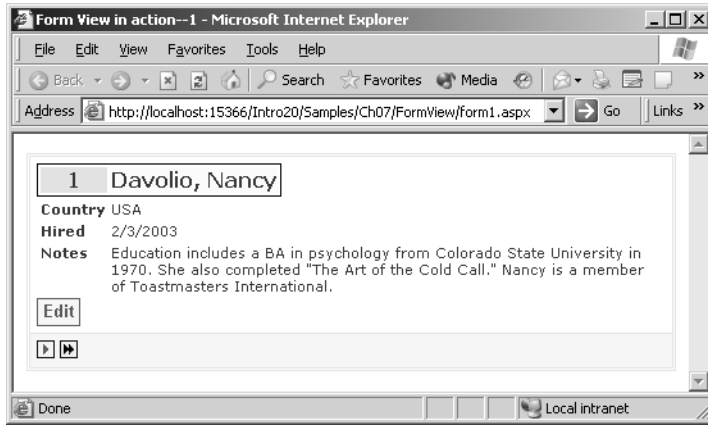 Form View in action--1 - Microsoft Internet Explorer
File Edit View Favorites Tools Help
Back Search Favorites Media »
Address http://localhost:15366/Intro20/Samples/Ch07/FormView/form1.aspx Go Links »
1 Davolio, Nancy
Country USA
Hired 2/3/2003
Notes Education includes a BA in psychology from Colorado State University in
1970. She also completed "The Art of the Cold Call." Nancy is a member
of Toastmasters International.
Edit
Done Local intranet